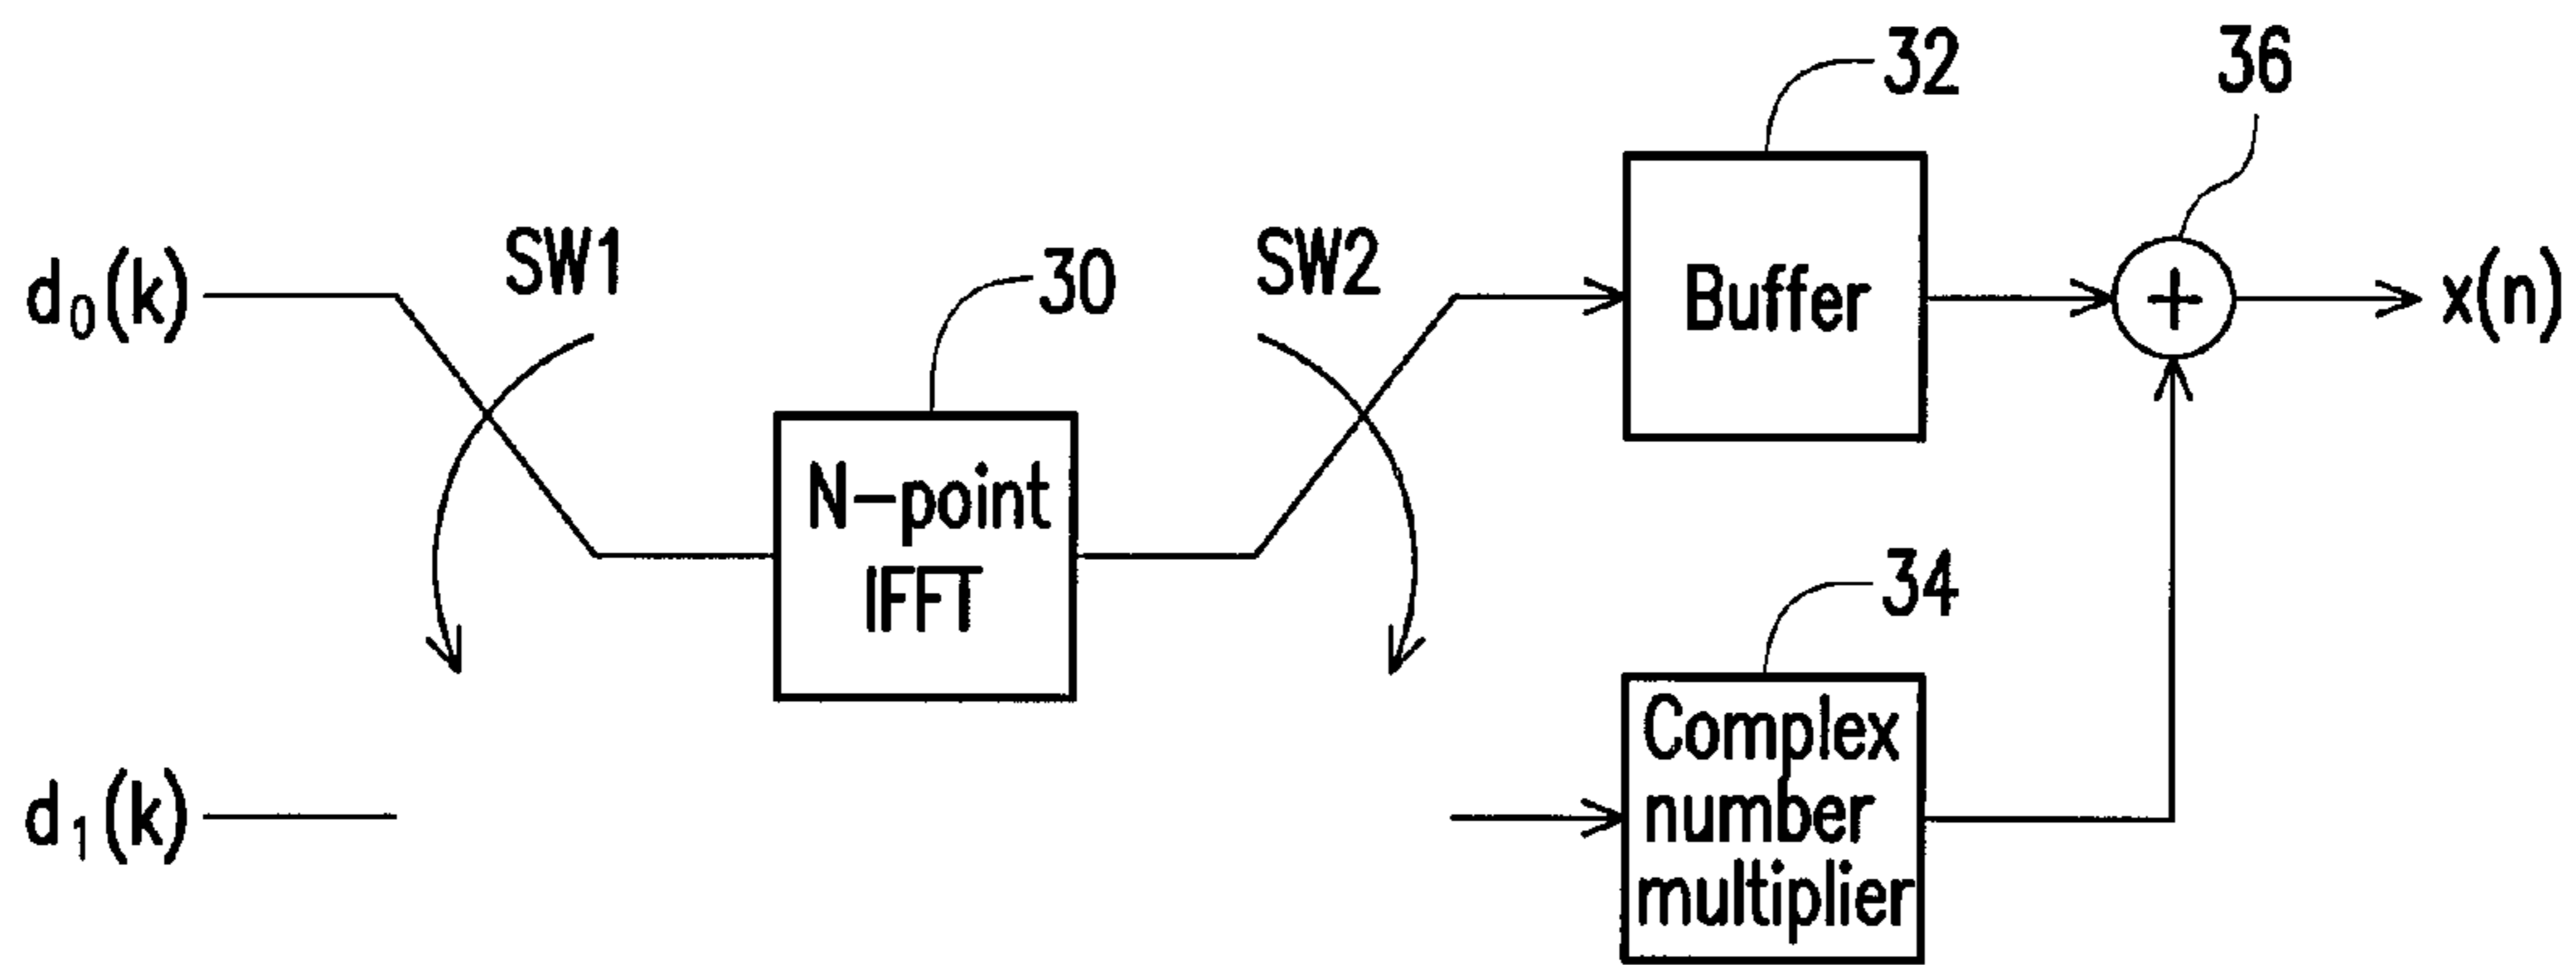 32
36
SW1
SW2
30
d₀(k)
Buffer
+
x(n)
N-point
IFFT
34
d₁(k)
Complex
number
multiplier